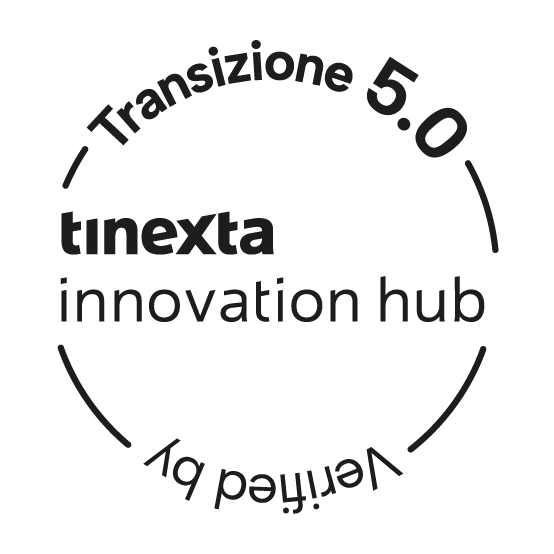 Transizione 5.0
tinexta
innovation hub
Verified by